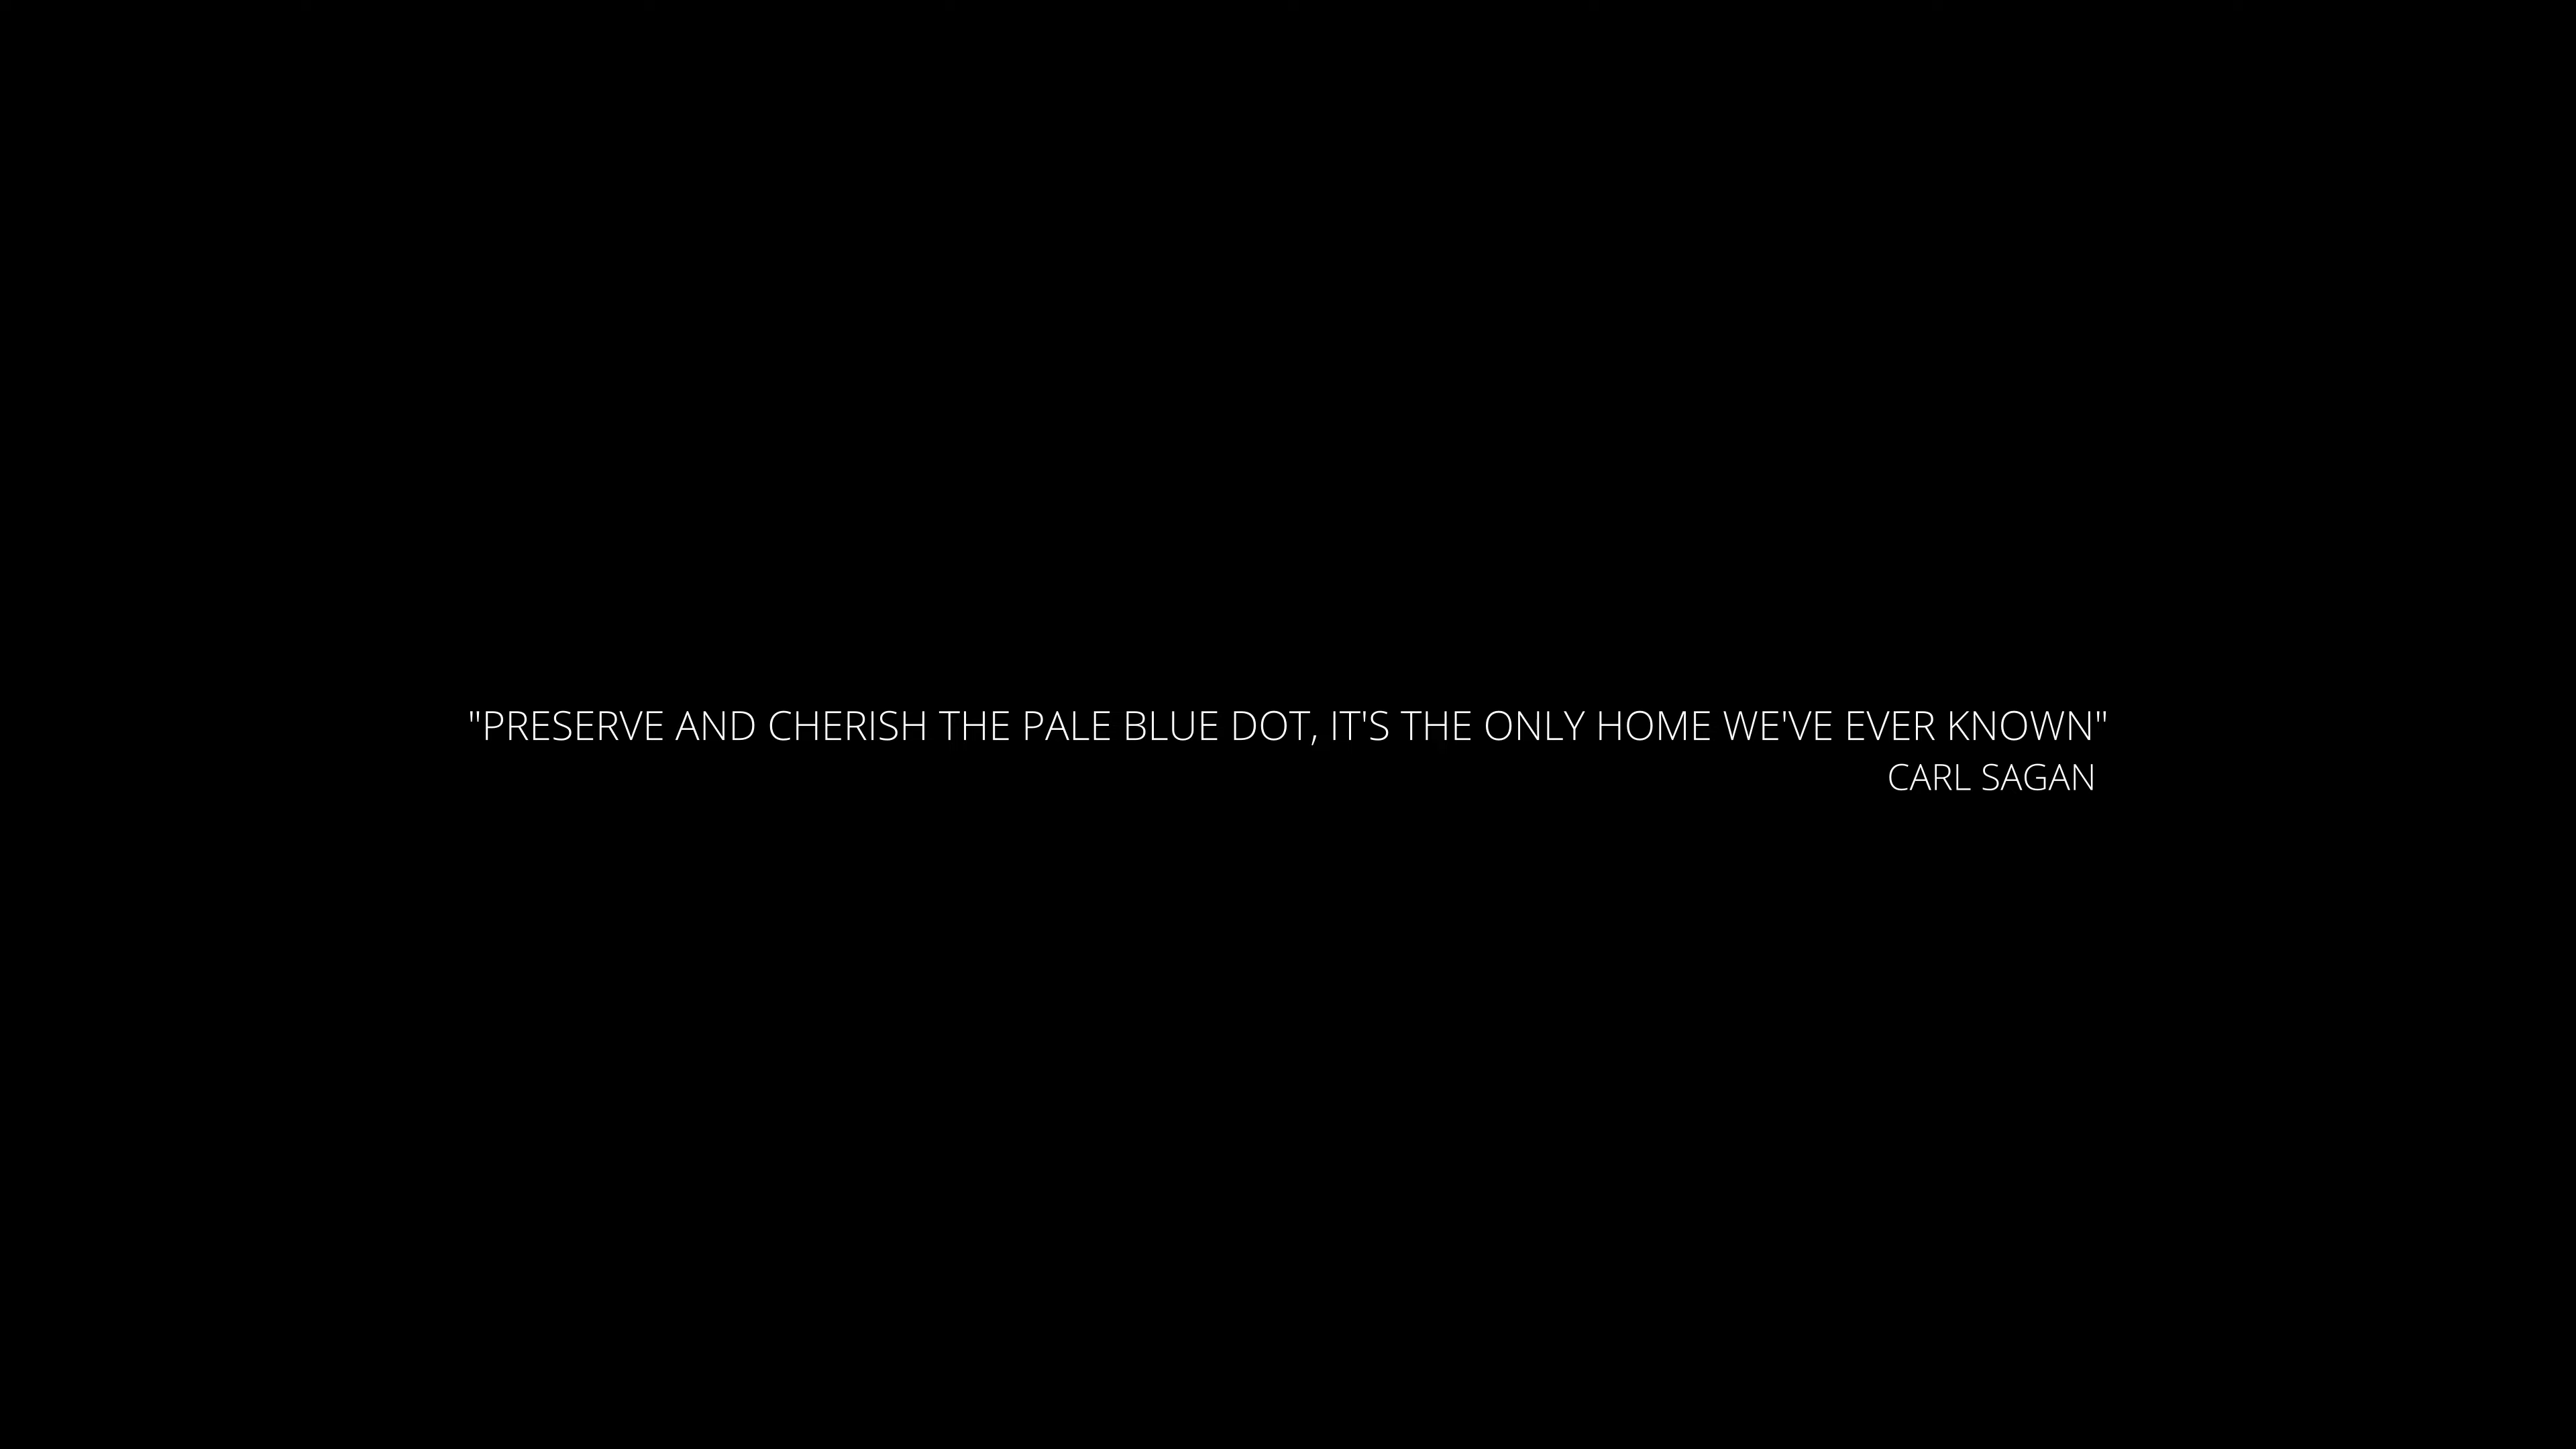 "PRESERVE AND CHERISH THE PALE BLUE DOT, IT'S THE ONLY HOME WE'VE EVER KNOWN"
CARL SAGAN